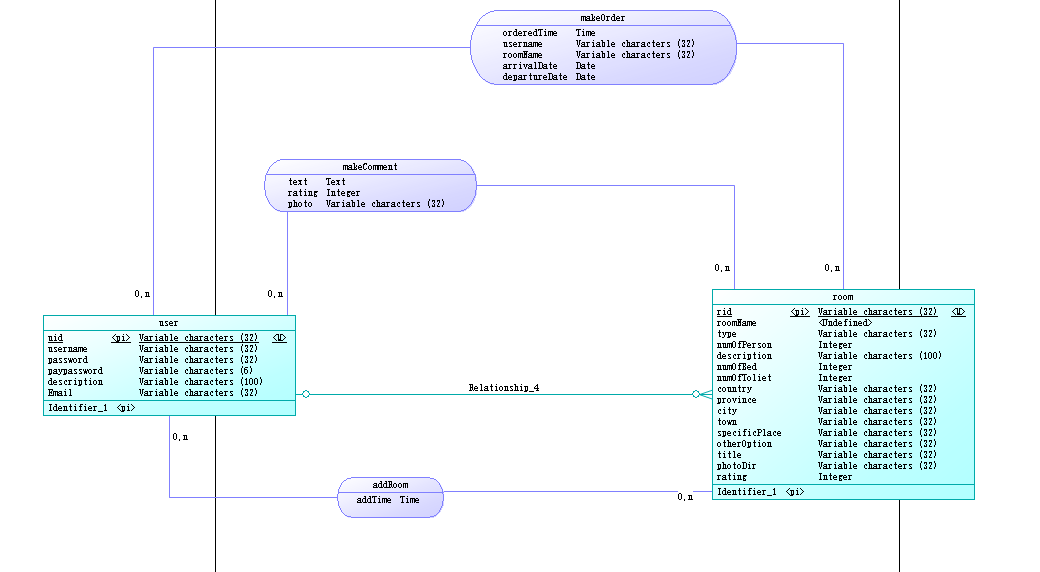 makeOrder
orderedTime Time
username Variable characters (32)
roomName Variable characters (32)
arrivalDate Date
departureDate Date
makeComment
text Text
rating Integer
photo Variable characters (32)
0,n 0,n
0,n 0,n
user
uid <pi> Variable characters (32) <M>
username Variable characters (32)
password Variable characters (32)
paypassword Variable characters (6)
description Variable characters (100)
Email Variable characters (32)
Identifier_1 <pi>
room
rid <pi> Variable characters (32) <M>
roomName <Undefined>
type Variable characters (32)
numOfPerson Integer
description Variable characters (100)
numOfBed Integer
numOfToliet Integer
country Variable characters (32)
province Variable characters (32)
city Variable characters (32)
town Variable characters (32)
specificPlace Variable characters (32)
otherOption Variable characters (32)
title Variable characters (32)
photoDir Variable characters (32)
rating Integer
Identifier_1 <pi>
Relationship_4
0,n
addRoom
addTime Time
0,n